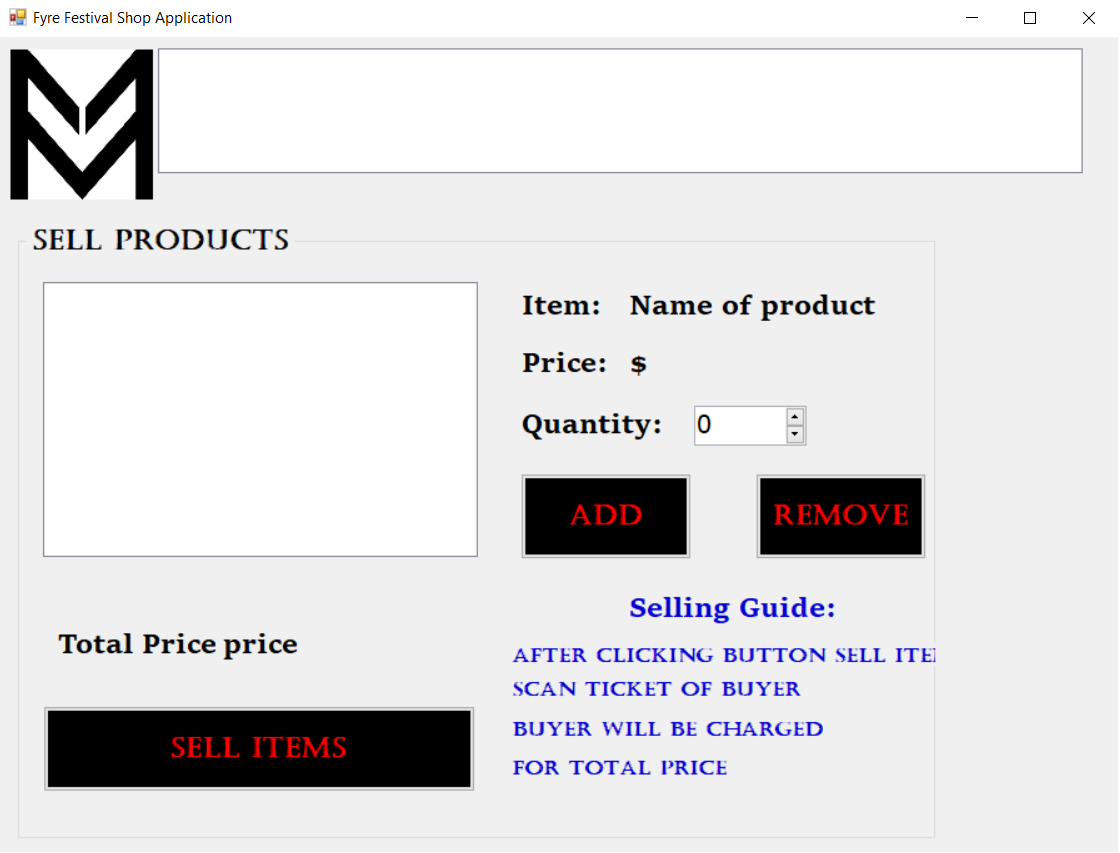 Fyre Festival Shop Application
SELL PRODUCTS
Item: Name of product
Price: $
Quantity: 0
ADD REMOVE
Selling Guide:
Total Price price
AFTER CLICKING BUTTON SELL ITE
SCAN TICKET OF BUYER
BUYER WILL BE CHARGED
SELL ITEMS
FOR TOTAL PRICE